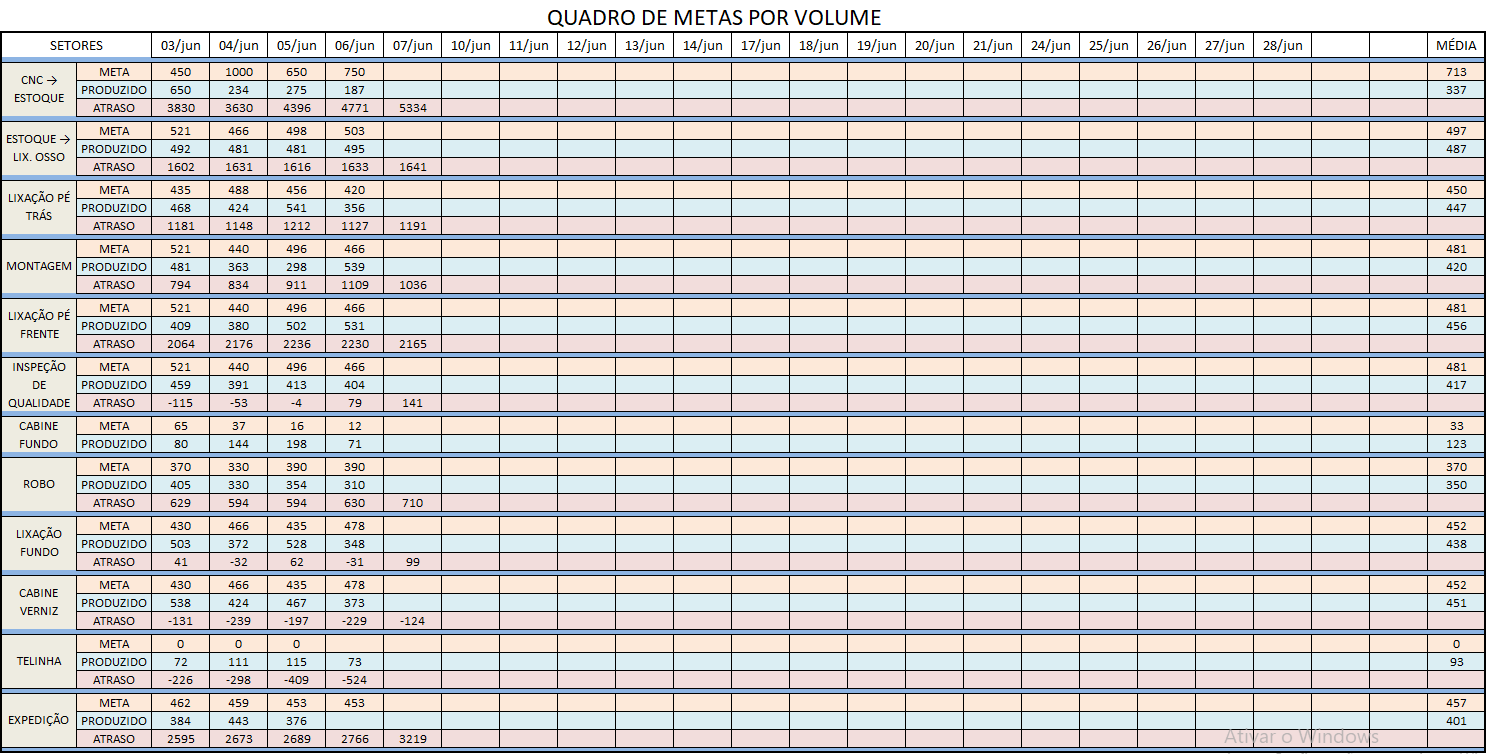 QUADRO DE METAS POR VOLUME
SETORES 03/jun 04/jun 05/jun 06/jun 07/jun 10/jun 11/jun 12/jun 13/jun 14/jun 17/jun 18/jun 19/jun 20/jun 21/jun 24/jun 25/jun 26/jun 27/jun 28/jun MÉDIA
CNC → ESTOQUE
META 450 1000 650 750 713
PRODUZIDO 650 234 275 187 337
ATRASO 3830 3630 4396 4771 5334
ESTOQUE → LIX. OSSO
META 521 466 498 503 497
PRODUZIDO 492 481 481 495 487
ATRASO 1602 1631 1616 1633 1641
LIXAÇÃO PÉ TRÁS
META 435 488 456 420 450
PRODUZIDO 468 424 541 356 447
ATRASO 1181 1148 1212 1127 1191
MONTAGEM
META 521 440 496 466 481
PRODUZIDO 481 363 298 539 420
ATRASO 794 834 911 1109 1036
LIXAÇÃO PÉ FRENTE
META 521 440 496 466 481
PRODUZIDO 409 380 502 531 456
ATRASO 2064 2176 2236 2230 2165
INSPEÇÃO DE QUALIDADE
META 521 440 496 466 481
PRODUZIDO 459 391 413 404 417
ATRASO -115 -53 -4 79 141
CABINE FUNDO
META 65 37 16 12 33
PRODUZIDO 80 144 198 71 123
ROBO
META 370 330 390 390 370
PRODUZIDO 405 330 354 310 350
ATRASO 629 594 594 630 710
LIXAÇÃO FUNDO
META 430 466 435 478 452
PRODUZIDO 503 372 528 348 438
ATRASO 41 -32 62 -31 99
CABINE VERNIZ
META 430 466 435 478 452
PRODUZIDO 538 424 467 373 451
ATRASO -131 -239 -197 -229 -124
TELINHA
META 0 0 0 0
PRODUZIDO 72 111 115 73 93
ATRASO -226 -298 -409 -524
EXPEDIÇÃO
META 462 459 453 453 457
PRODUZIDO 384 443 376 401
ATRASO 2595 2673 2689 2766 3219
Ativar o Windows